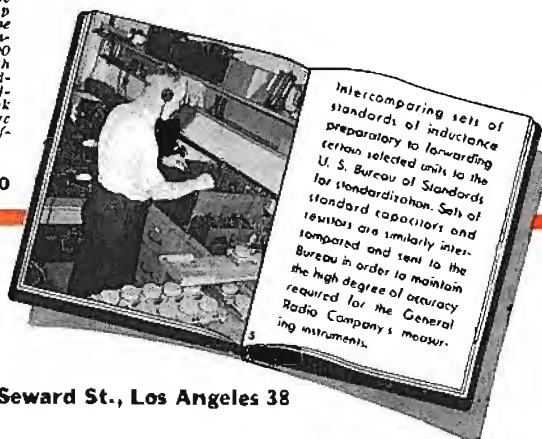 Intercomparing sets of
standards of inductance
preparatory to forwarding
certain selected units to the
U. S. Bureau of Standards
for standardization. Sets of
standard capacitors and
resistors are similarly inter-
compared and sent to the
Bureau in order to maintain
the high degree of accuracy
required for the General
Radio Company's measur-
ing instruments.
5
Seward St., Los Angeles 38